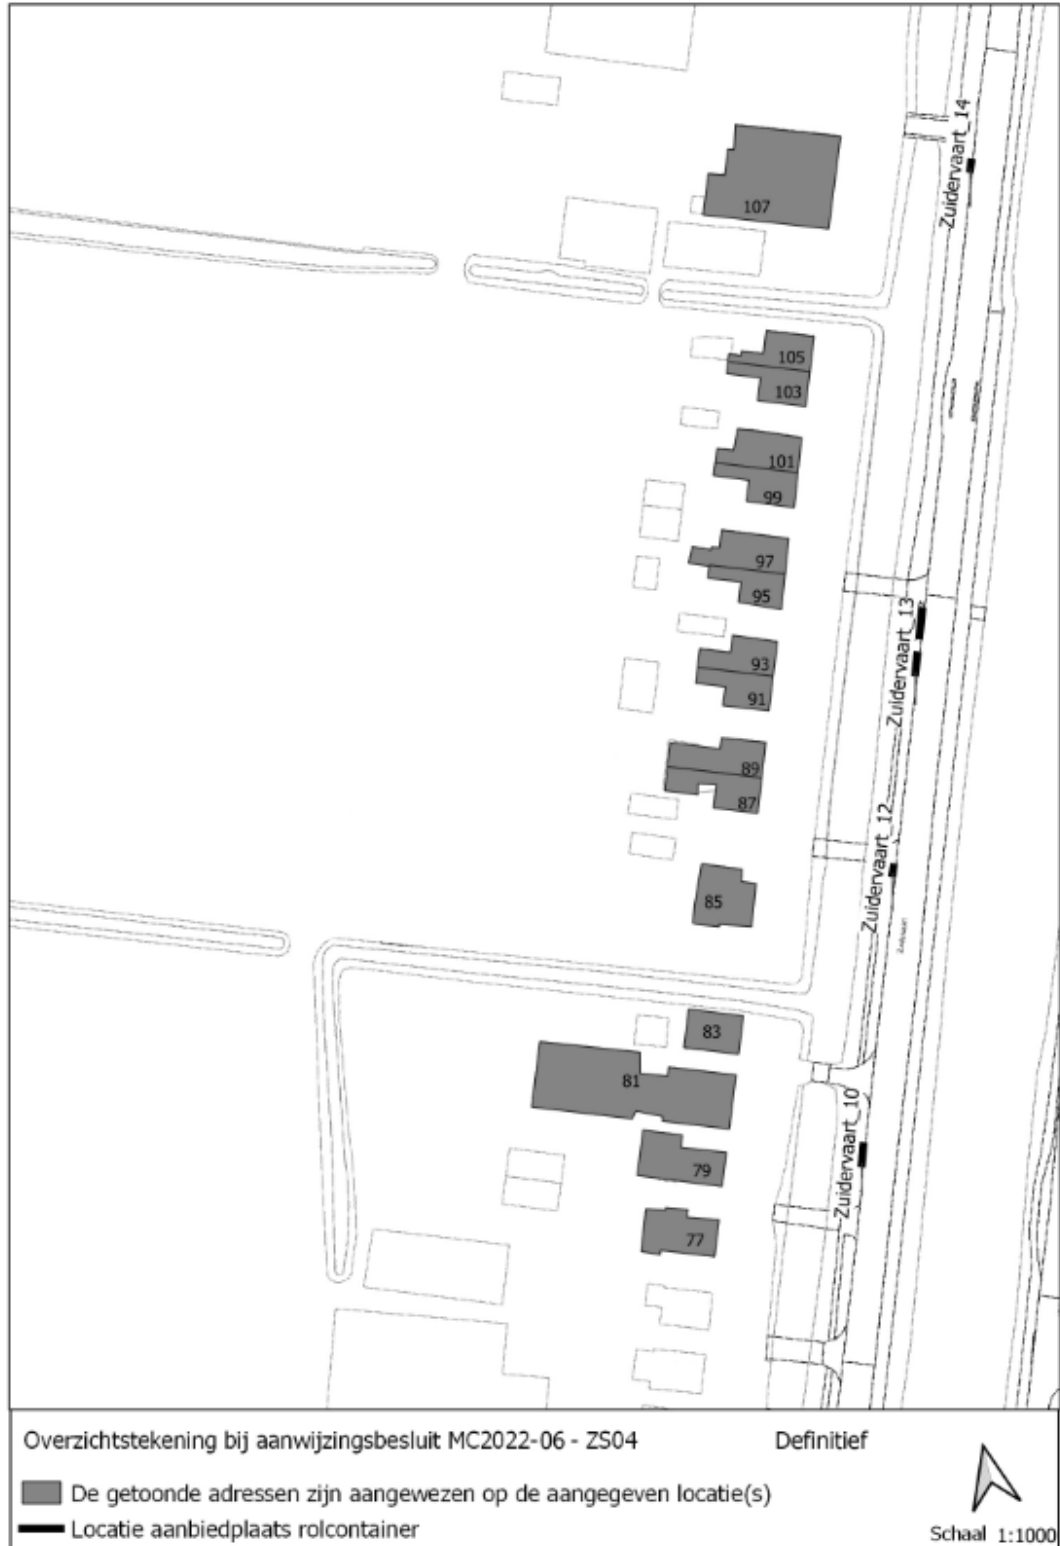 Zuidervaart_14
107
105
103
101
99
97
95
Zuidervaart_13
93
91
89
87
Zuidervaart_12
85
83
81
Zuidervaart_10
79
77
Overzichtstekening bij aanwijzingsbesluit MC2022-06 - ZS04
Definitief
De getoonde adressen zijn aangewezen op de aangegeven locatie(s)
Locatie aanbiedplaats rolcontainer
Schaal 1:1000